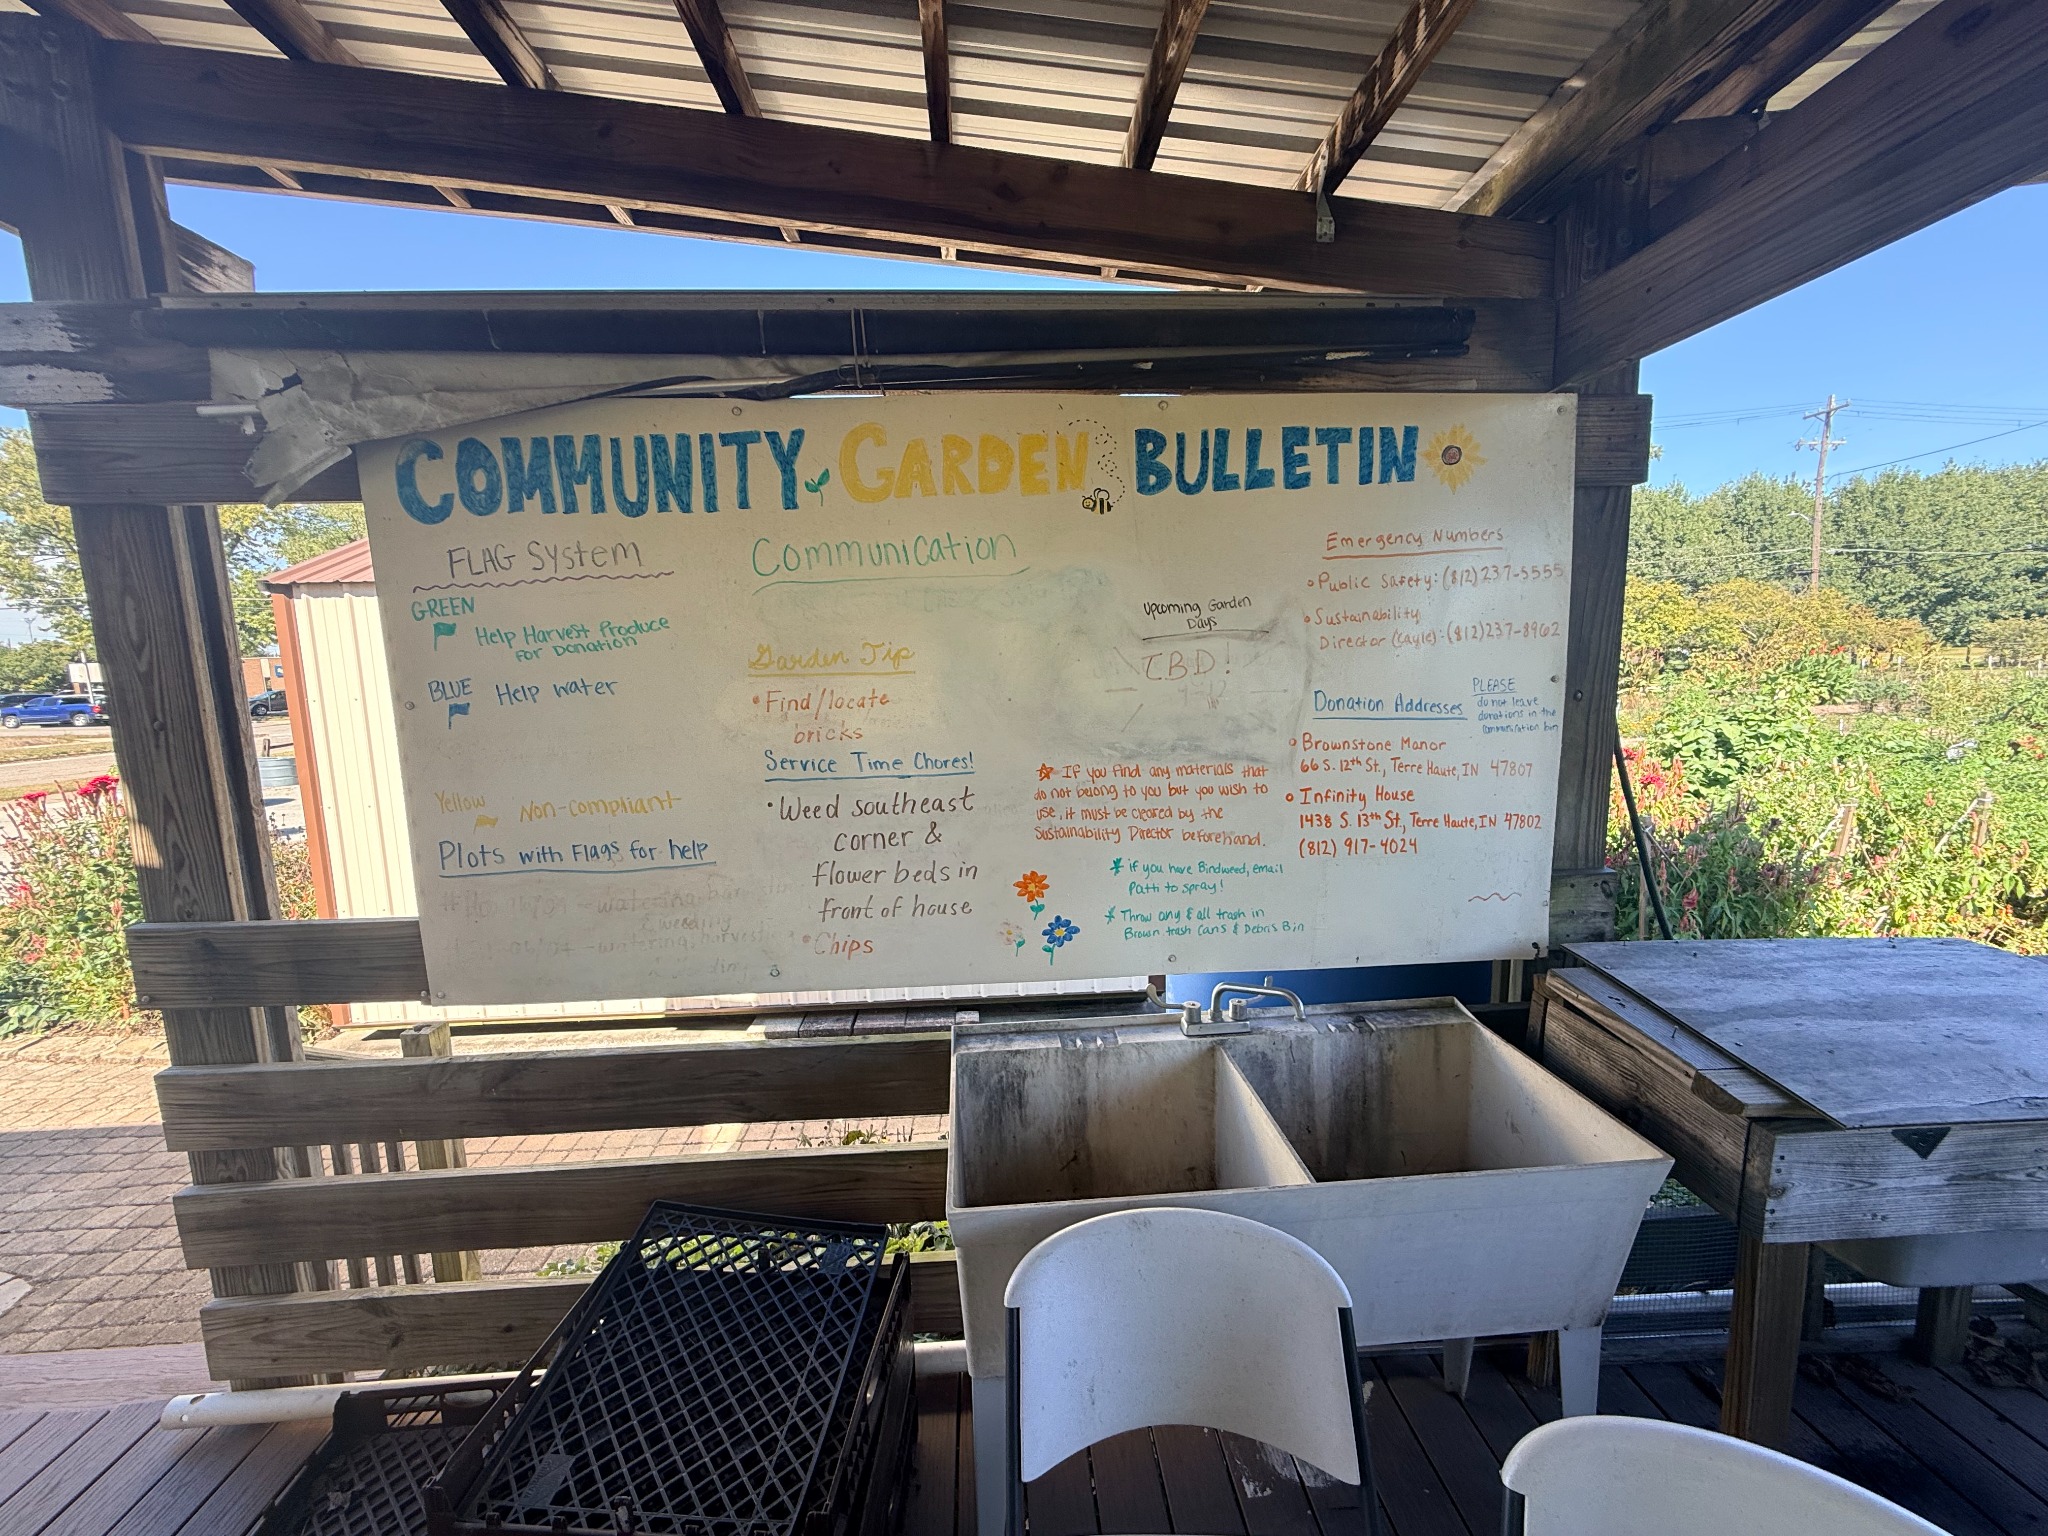 COMMUNITY GARDEN BULLETIN
FLAG System
GREEN
Help Harvest Produce
For Donation
BLUE
Help water
Yellow
Non-compliant
Plots with Flags for help
Communication
Garden Tip
•Find/locate
bricks
Service Time Chores!
•Weed southeast
corner &
flower beds in
front of house
•Chips
Upcoming Garden
Days
TBD!
If you find any materials that
do not belong to you but you wish to
use, it must be cleared by the
Sustainability Director beforehand.
if you have Bindweed, email
Patti to spray!
Throw any & all trash in
Brown trash cans & Debris Bin
Emergency Numbers
Public Safety: (812) 237-5555
Sustainability
Director (Cayle): (812) 237-8962
Donation Addresses
PLEASE
do not leave
donations in the
communication bin
Brownstone Manor
66 S. 12th St., Terre Haute, IN 47807
Infinity House
1438 S. 13th St., Terre Haute, IN 47802
(812) 917-4024